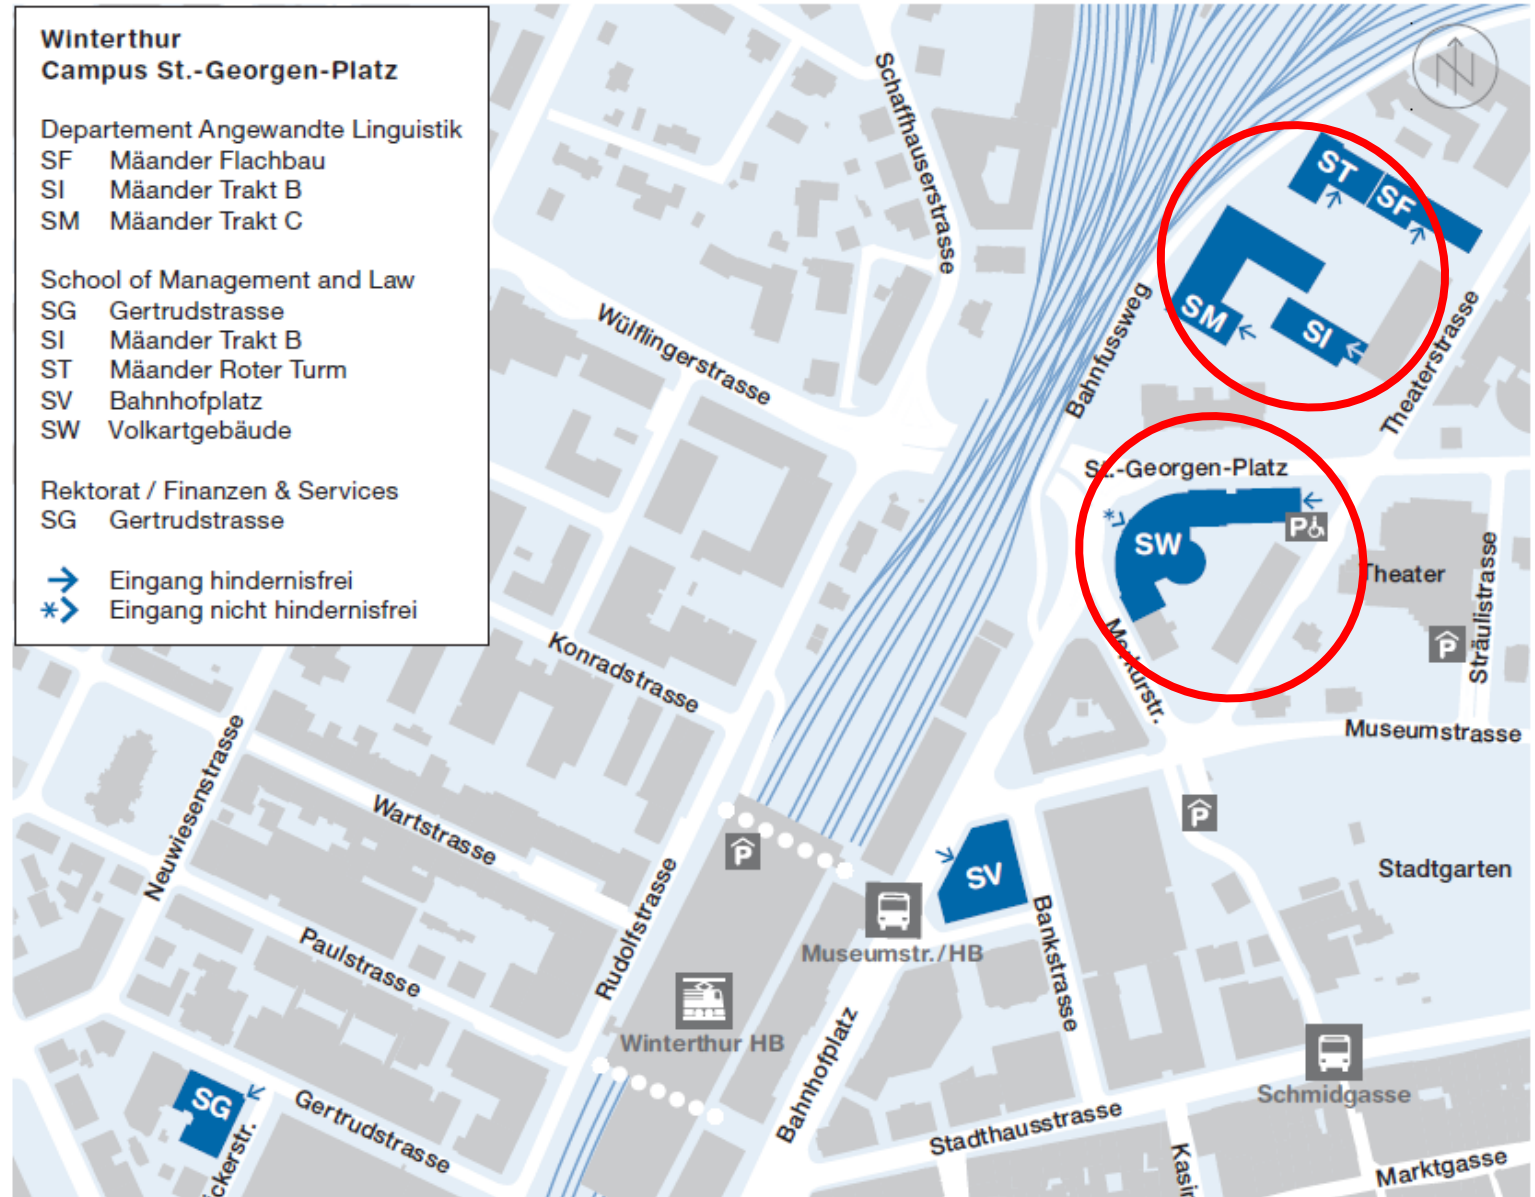 Winterthur
Campus St.-Georgen-Platz
Departement Angewandte Linguistik
SF Mäander Flachbau
SI Mäander Trakt B
SM Mäander Trakt C
School of Management and Law
SG Gertrudstrasse
SI Mäander Trakt B
ST Mäander Roter Turm
SV Bahnhofplatz
SW Volkartgebäude
Rektorat / Finanzen & Services
SG Gertrudstrasse
Eingang hindernisfrei
Eingang nicht hindernisfrei
N
Schaffhauserstrasse
ST
SF
SM
SI
Bahnfussweg
Theaterstrasse
Wülflingerstrasse
St.-Georgen-Platz
SW
P
Theater
Sträulistrasse
P
Merkurstr.
Konradstrasse
Museumstrasse
Neuwiesenstrasse
Wartstrasse
P
P
SV
Stadtgarten
Rudolfstrasse
Museumstr./HB
Bankstrasse
Paulstrasse
Winterthur HB
Bahnhofplatz
Schmidgasse
SG
Gertrudstrasse
ckerstr.
Stadthausstrasse
Kasin
Marktgasse